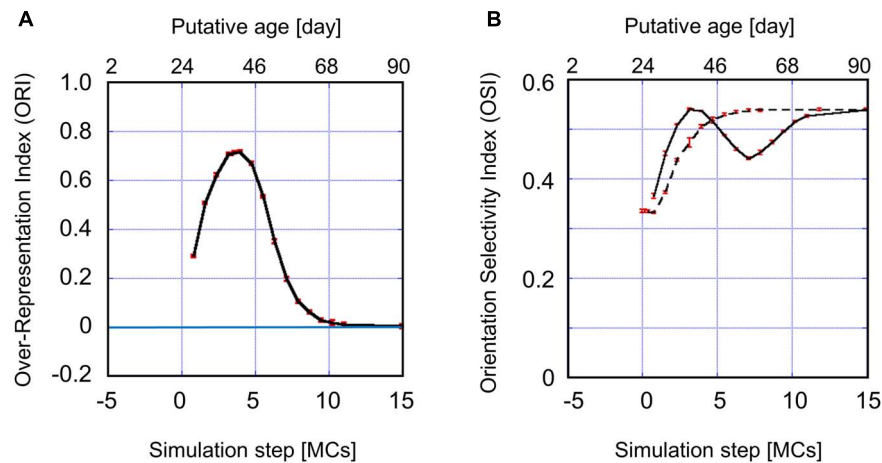 A
Putative age [day]
2 24 46 68 90
Over-Representation Index (ORI)
1.0
0.8
0.6
0.4
0.2
0
-0.2
-5 0 5 10 15
Simulation step [MCs]
B
Putative age [day]
2 24 46 68 90
Orientation Selectivity Index (OSI)
0.6
0.4
0.2
0
-5 0 5 10 15
Simulation step [MCs]